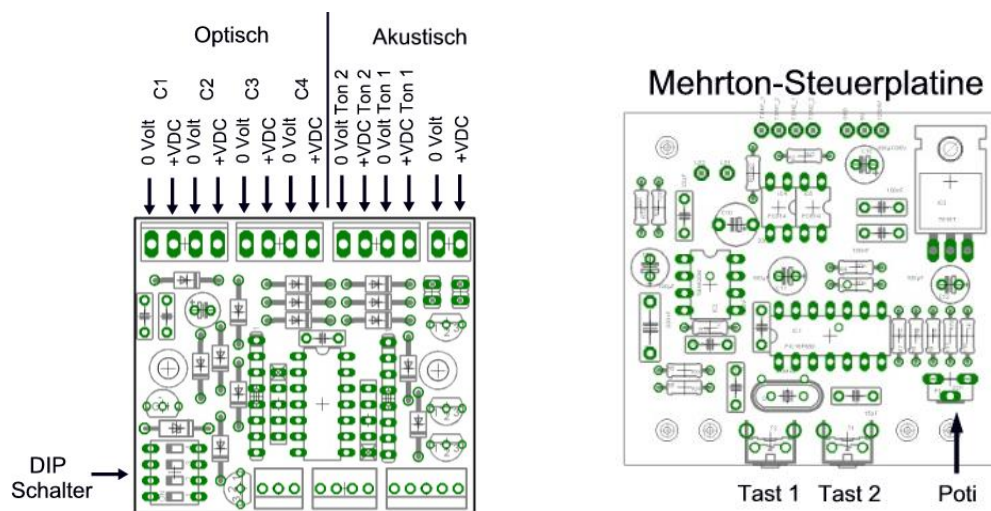 Optisch
Akustisch
C1
C2
C3
C4
0 Volt
+VDC
0 Volt
+VDC
0 Volt
+VDC
0 Volt
+VDC
0 Volt Ton 2
+VDC Ton 2
0 Volt Ton 1
+VDC Ton 1
0 Volt
+VDC
DIP
Schalter
Mehrton-Steuerplatine
Tast 1
Tast 2
Poti